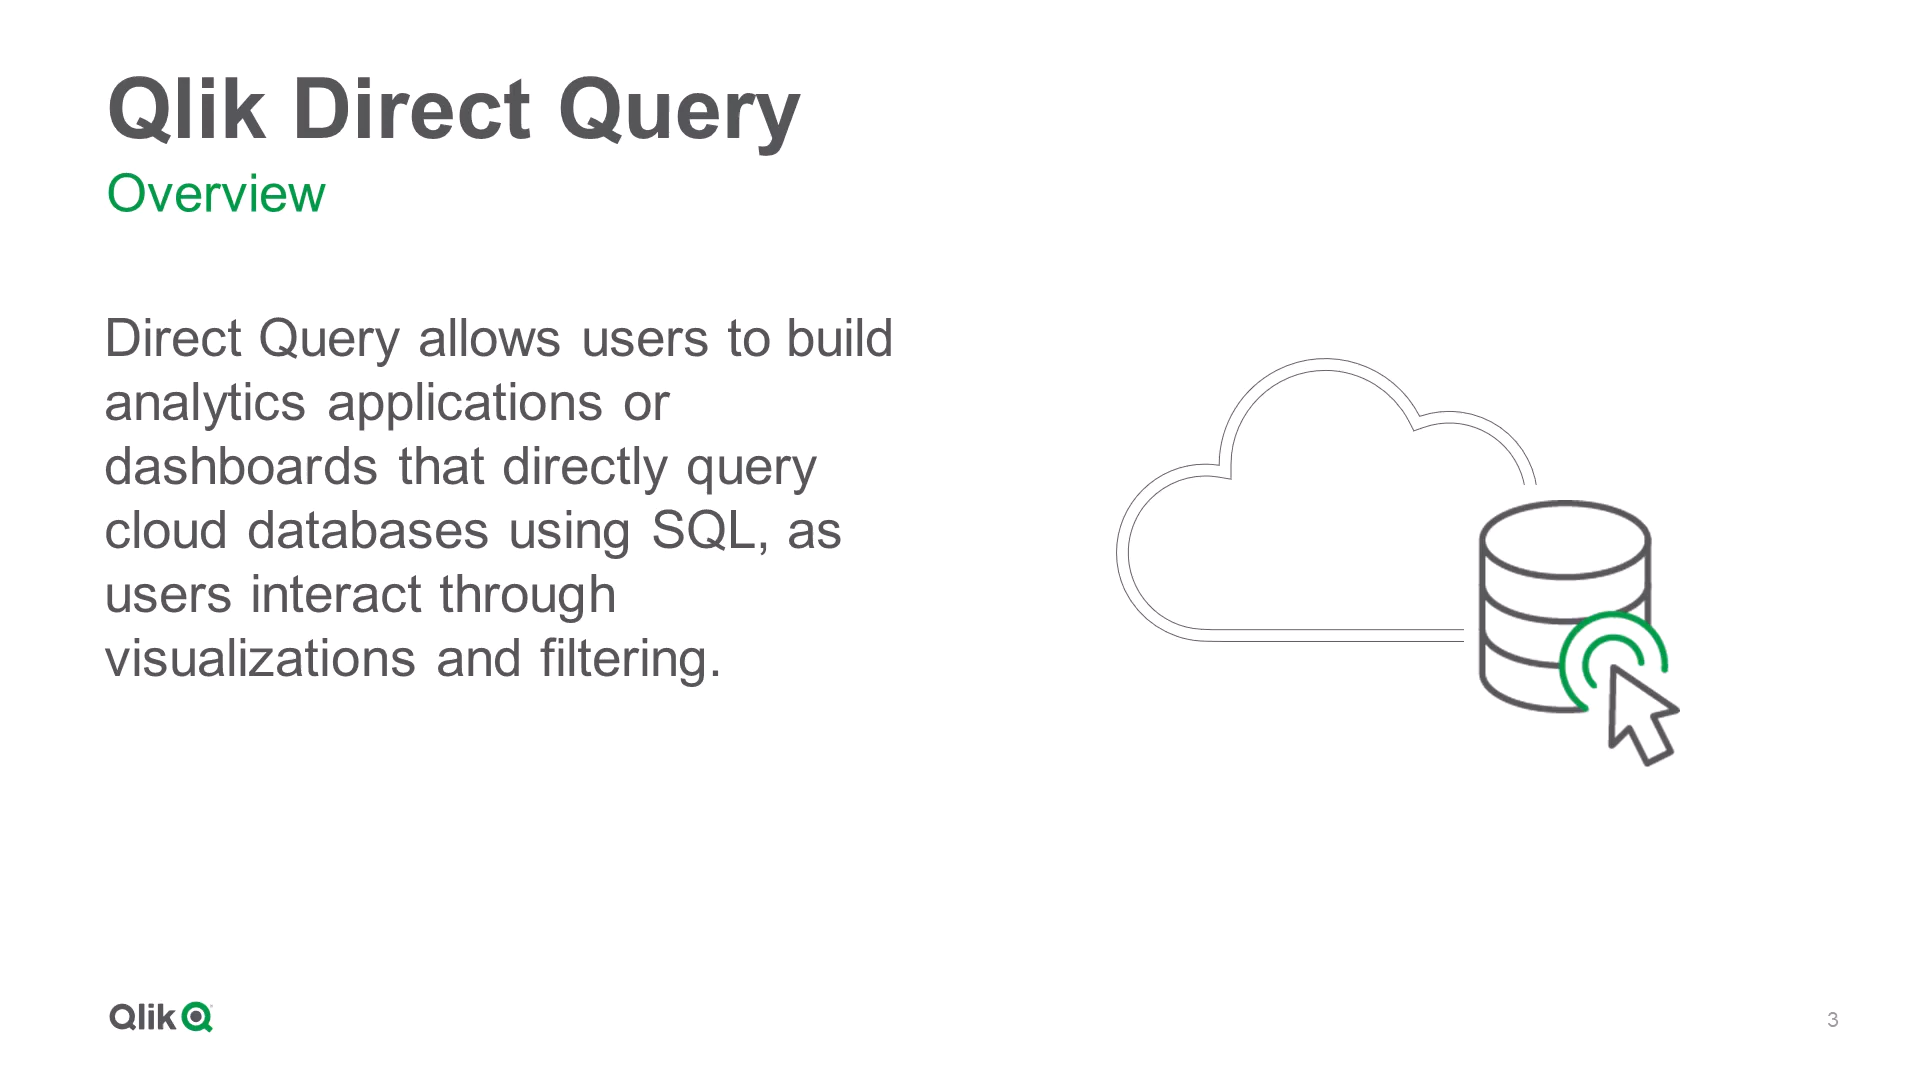 Qlik Direct Query
Overview
Direct Query allows users to build
analytics applications or
dashboards that directly query
cloud databases using SQL, as
users interact through
visualizations and filtering.
Qlik
3